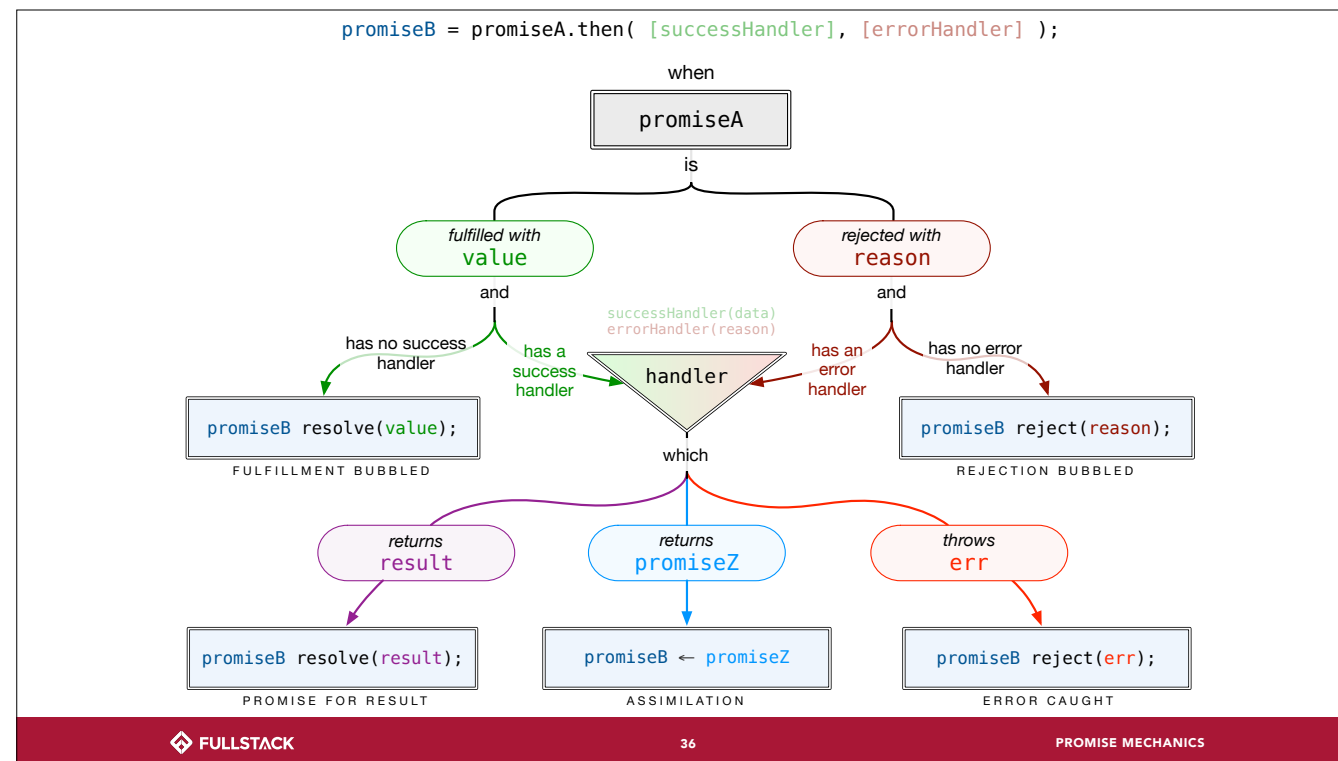 promiseB = promiseA.then( [successHandler], [errorHandler] );
when
promiseA
is
fulfilled with
value
rejected with
reason
and
and
successHandler(data)
errorHandler(reason)
has no success
handler
has a
success
handler
handler
has an
error
handler
has no error
handler
promiseB resolve(value);
FULFILLMENT BUBBLED
promiseB reject(reason);
REJECTION BUBBLED
which
returns
result
returns
promiseZ
throws
err
promiseB resolve(result);
PROMISE FOR RESULT
promiseB ← promiseZ
ASSIMILATION
promiseB reject(err);
ERROR CAUGHT
FULLSTACK
36
PROMISE MECHANICS